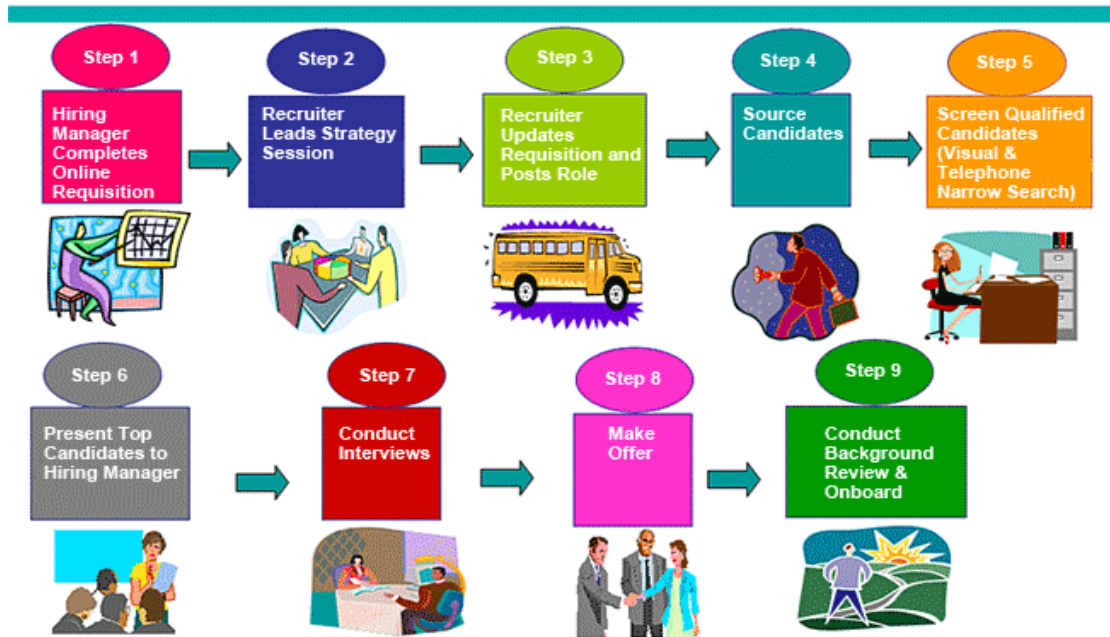 Step 1
Hiring
Manager
Completes
Online
Requisition
Step 2
Recruiter
Leads Strategy
Session
Step 3
Recruiter
Updates
Requisition and
Posts Role
Step 4
Source
Candidates
Step 5
Screen Qualified
Candidates
(Visual &
Telephone
Narrow Search)
Step 6
Present Top
Candidates to
Hiring Manager
Step 7
Conduct
Interviews
Step 8
Make
Offer
Step 9
Conduct
Background
Review &
Onboard